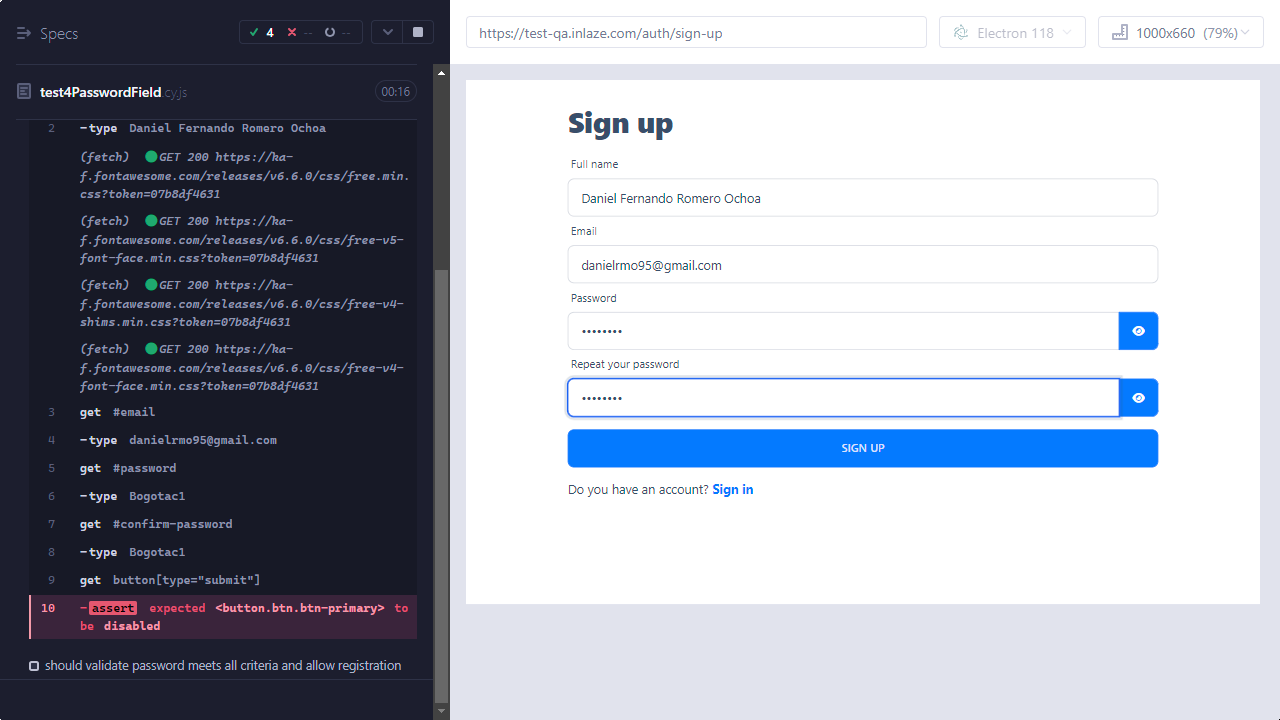 Specs
4 -- --
test4PasswordField.cy.js
00:16
2 -type Daniel Fernando Romero Ochoa
(fetch) GET 200 https://ka-
f.fontawesome.com/releases/v6.6.0/css/free.min.
css?token=07b8df4631
(fetch) GET 200 https://ka-
f.fontawesome.com/releases/v6.6.0/css/free-v5-
font-face.min.css?token=07b8df4631
(fetch) GET 200 https://ka-
f.fontawesome.com/releases/v6.6.0/css/free-v4-
shims.min.css?token=07b8df4631
(fetch) GET 200 https://ka-
f.fontawesome.com/releases/v6.6.0/css/free-v4-
font-face.min.css?token=07b8df4631
3 get #email
4 -type danielrmo95@gmail.com
5 get #password
6 -type Bogotac1
7 get #confirm-password
8 -type Bogotac1
9 get button[type="submit"]
10 -assert expected <button.btn.btn-primary> to
be disabled
should validate password meets all criteria and allow registration
https://test-qa.inlaze.com/auth/sign-up
Electron 118
1000x660 (79%)
Sign up
Full name
Daniel Fernando Romero Ochoa
Email
danielrmo95@gmail.com
Password
••••••••
Repeat your password
••••••••
SIGN UP
Do you have an account? Sign in